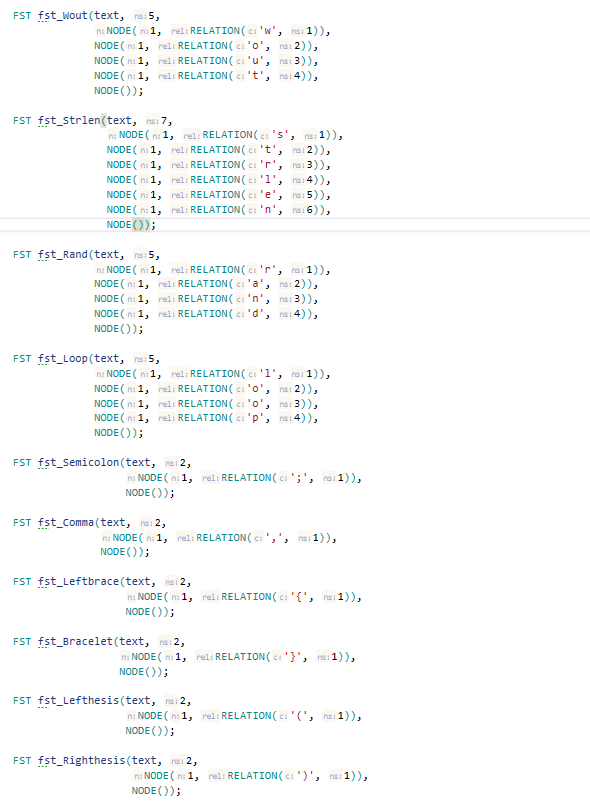 FST fst_Wout(text, ns: 5,
n: NODE( n: 1, rel: RELATION( c: 'w', ns: 1)),
NODE( n: 1, rel: RELATION( c: 'o', ns: 2)),
NODE( n: 1, rel: RELATION( c: 'u', ns: 3)),
NODE( n: 1, rel: RELATION( c: 't', ns: 4)),
NODE());
FST fst_Strlen(text, ns: 7,
n: NODE( n: 1, rel: RELATION( c: 's', ns: 1)),
NODE( n: 1, rel: RELATION( c: 't', ns: 2)),
NODE( n: 1, rel: RELATION( c: 'r', ns: 3)),
NODE( n: 1, rel: RELATION( c: 'l', ns: 4)),
NODE( n: 1, rel: RELATION( c: 'e', ns: 5)),
NODE( n: 1, rel: RELATION( c: 'n', ns: 6)),
NODE());
FST fst_Rand(text, ns: 5,
n: NODE( n: 1, rel: RELATION( c: 'r', ns: 1)),
NODE( n: 1, rel: RELATION( c: 'a', ns: 2)),
NODE( n: 1, rel: RELATION( c: 'n', ns: 3)),
NODE( n: 1, rel: RELATION( c: 'd', ns: 4)),
NODE());
FST fst_Loop(text, ns: 5,
n: NODE( n: 1, rel: RELATION( c: 'l', ns: 1)),
NODE( n: 1, rel: RELATION( c: 'o', ns: 2)),
NODE( n: 1, rel: RELATION( c: 'o', ns: 3)),
NODE( n: 1, rel: RELATION( c: 'p', ns: 4)),
NODE());
FST fst_Semicolon(text, ns: 2,
n: NODE( n: 1, rel: RELATION( c: ';', ns: 1)),
NODE());
FST fst_Comma(text, ns: 2,
n: NODE( n: 1, rel: RELATION( c: ',', ns: 1)),
NODE());
FST fst_Leftbrace(text, ns: 2,
n: NODE( n: 1, rel: RELATION( c: '{', ns: 1)),
NODE());
FST fst_Bracelet(text, ns: 2,
n: NODE( n: 1, rel: RELATION( c: '}', ns: 1)),
NODE());
FST fst_Lefthesis(text, ns: 2,
n: NODE( n: 1, rel: RELATION( c: '(', ns: 1)),
NODE());
FST fst_Righthesis(text, ns: 2,
n: NODE( n: 1, rel: RELATION( c: ')', ns: 1)),
NODE());